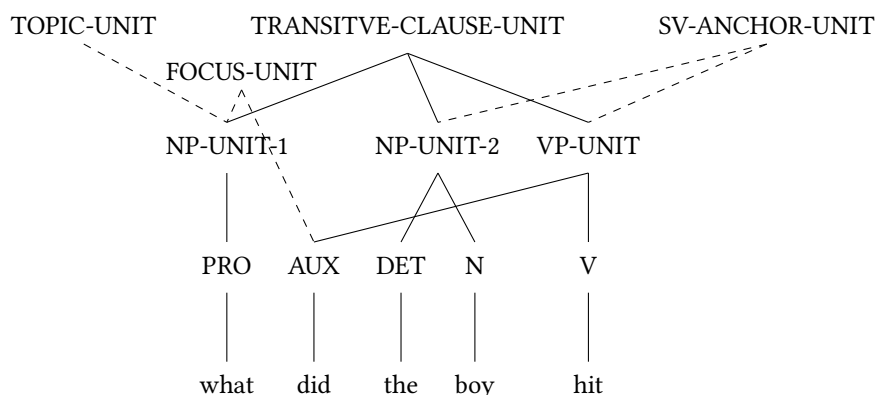 TOPIC-UNIT TRANSITVE-CLAUSE-UNIT SV-ANCHOR-UNIT
FOCUS-UNIT
NP-UNIT-1 NP-UNIT-2 VP-UNIT
PRO AUX DET N V
what did the boy hit